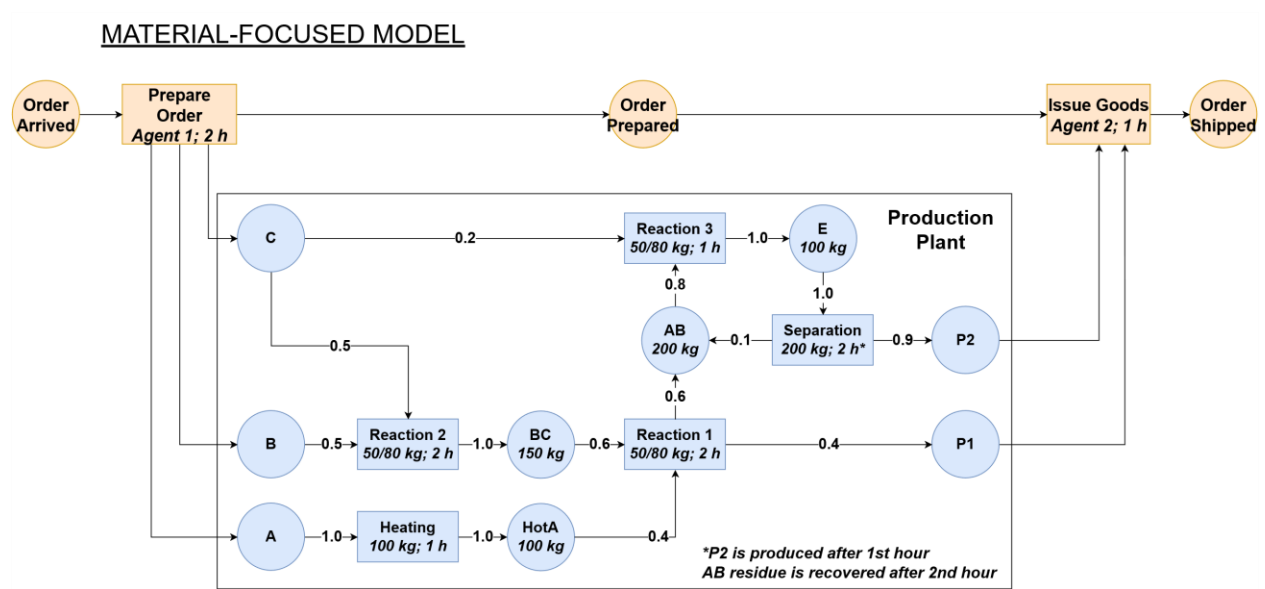 MATERIAL-FOCUSED MODEL
Order
Arrived
Prepare
Order
Agent 1; 2 h
Order
Prepared
Issue Goods
Agent 2; 1 h
Order
Shipped
Production
Plant
C
0.2
Reaction 3
50/80 kg; 1 h
1.0
E
100 kg
0.8
1.0
0.5
AB
200 kg
0.1
Separation
200 kg; 2 h*
0.9
P2
0.6
B
0.5
Reaction 2
50/80 kg; 2 h
1.0
BC
150 kg
0.6
Reaction 1
50/80 kg; 2 h
0.4
P1
A
1.0
Heating
100 kg; 1 h
1.0
HotA
100 kg
0.4
*P2 is produced after 1st hour
AB residue is recovered after 2nd hour